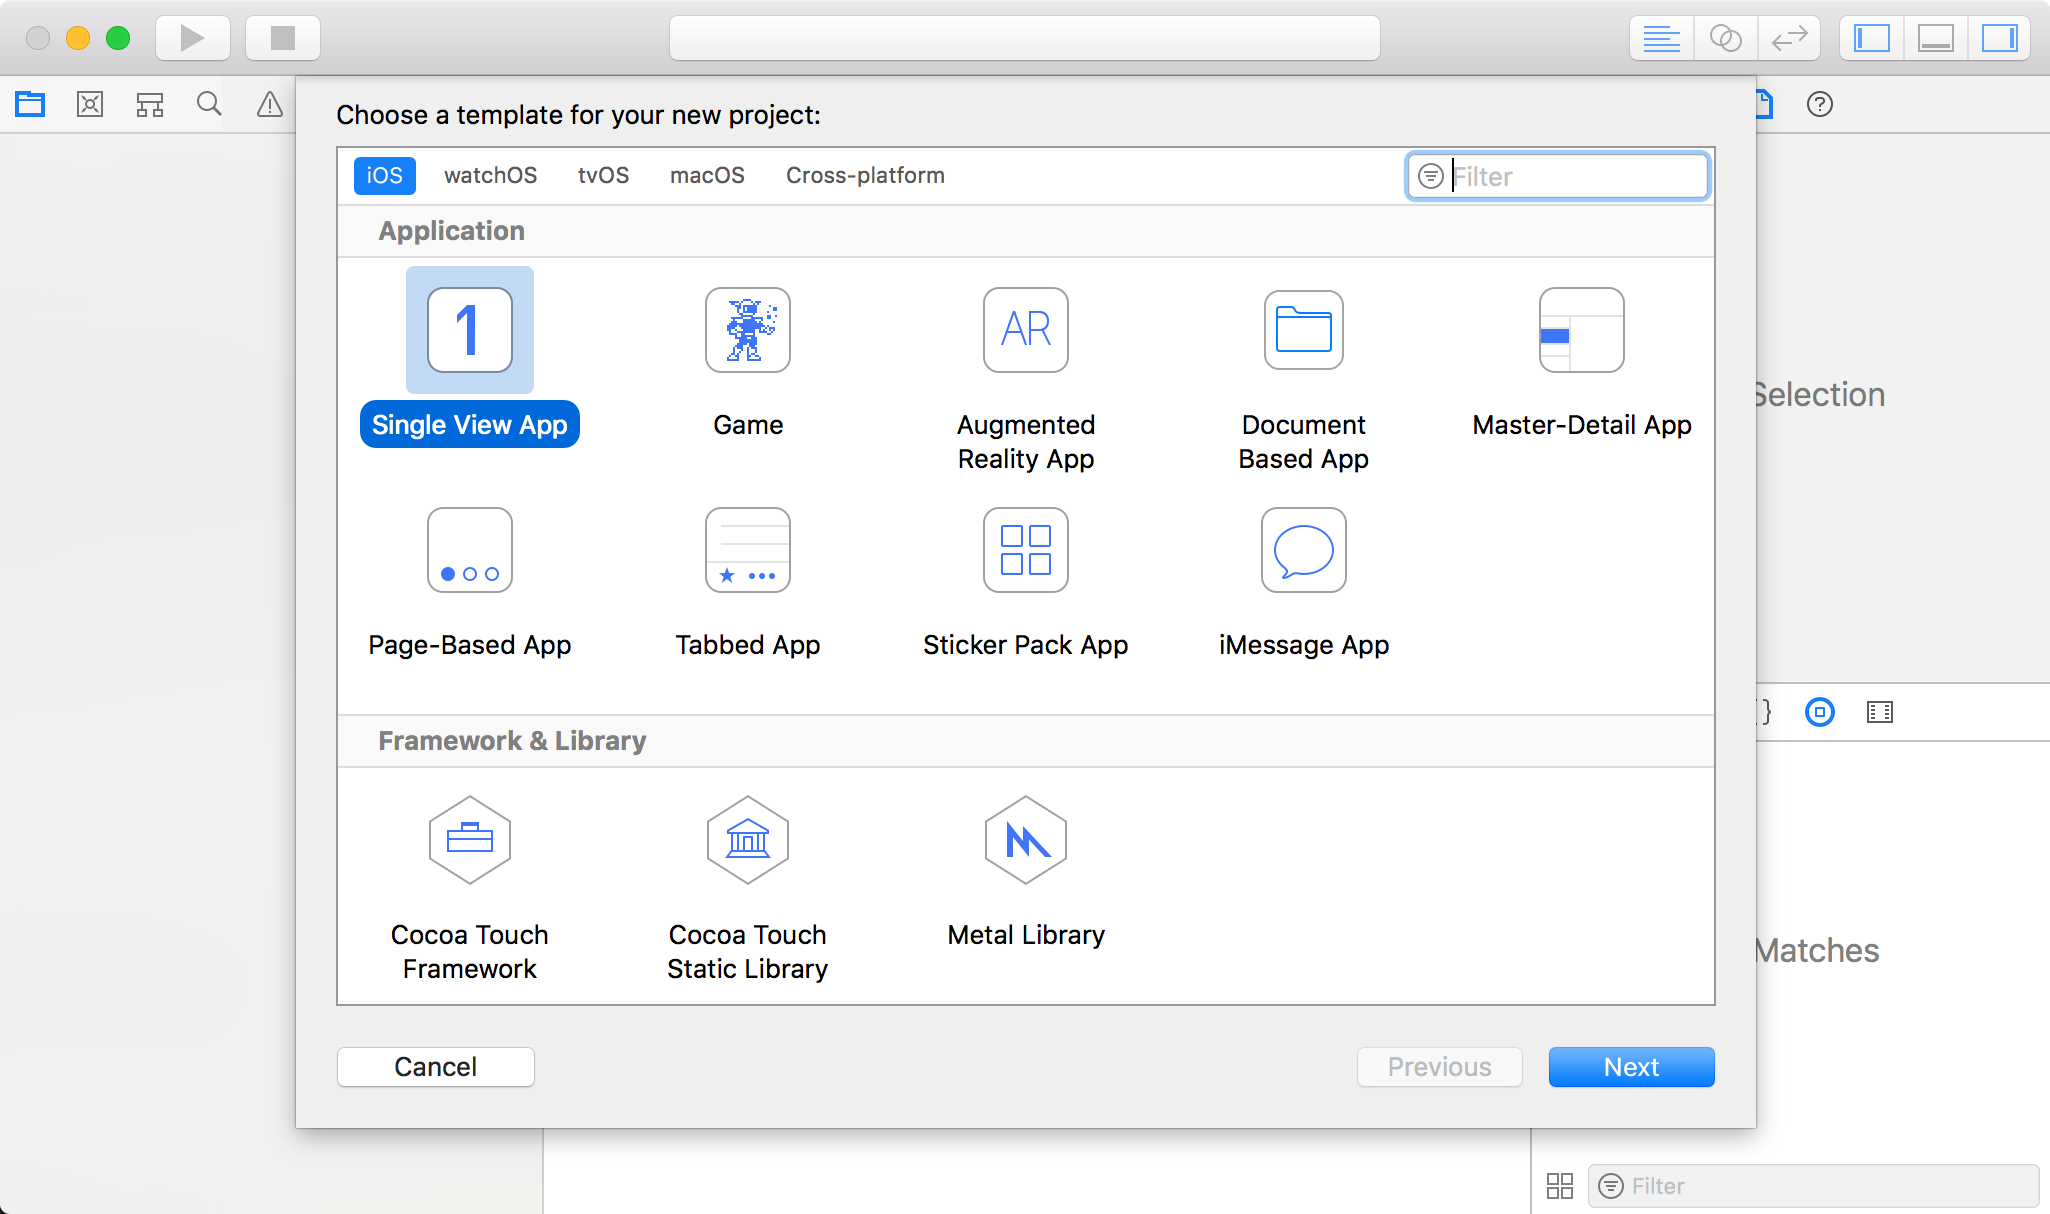 Choose a template for your new project:
iOS watchOS tvOS macOS Cross-platform Filter
Application
1
AR
Single View App Game Augmented Reality App Document Based App Master-Detail App
Selection
Page-Based App Tabbed App Sticker Pack App iMessage App
Framework & Library
Cocoa Touch Framework Cocoa Touch Static Library Metal Library
Matches
Cancel Previous Next
Filter